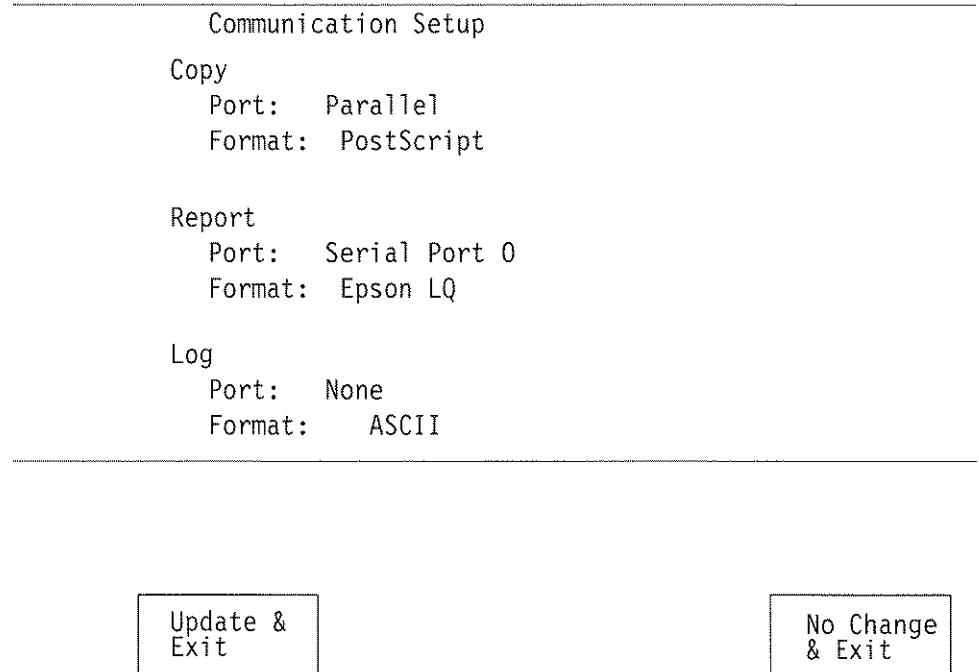 Communication Setup
Copy
Port: Parallel
Format: PostScript
Report
Port: Serial Port 0
Format: Epson LQ
Log
Port: None
Format: ASCII
Update &
Exit
No Change
& Exit